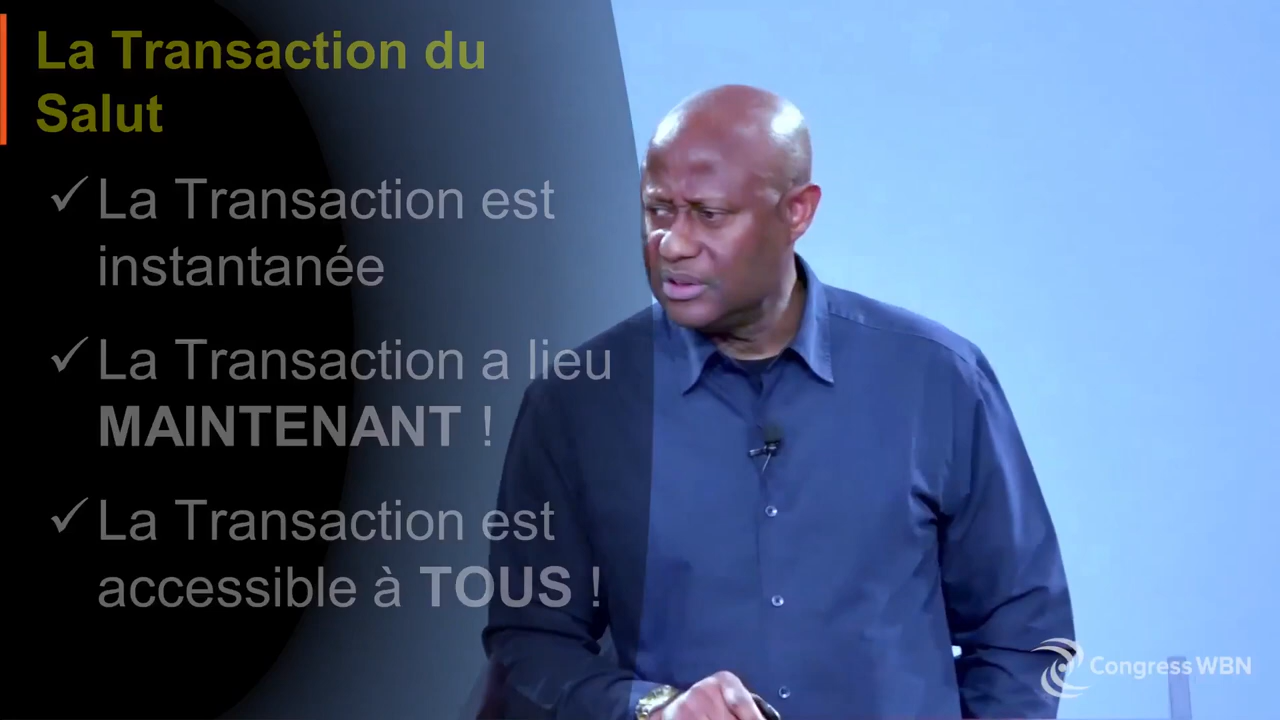 La Transaction du
Salut
✓ La Transaction est
instantanée
✓ La Transaction a lieu
MAINTENANT !
✓ La Transaction est
accessible à TOUS !
Congress WBN